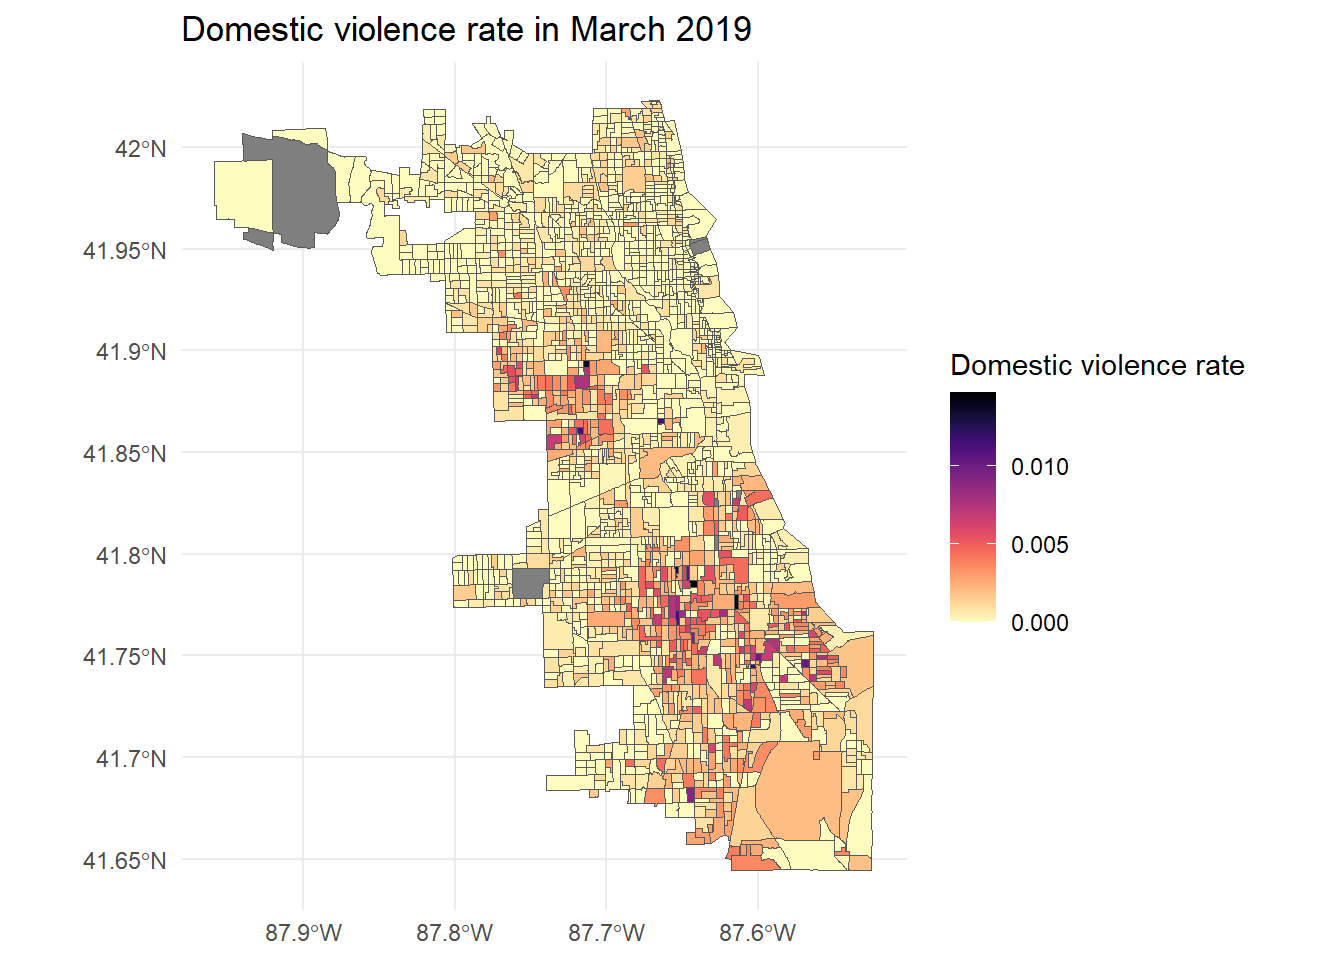 Domestic violence rate in March 2019
42°N
41.95°N
41.9°N
41.85°N
41.8°N
41.75°N
41.7°N
41.65°N
87.9°W
87.8°W
87.7°W
87.6°W
Domestic violence rate
0.010
0.005
0.000